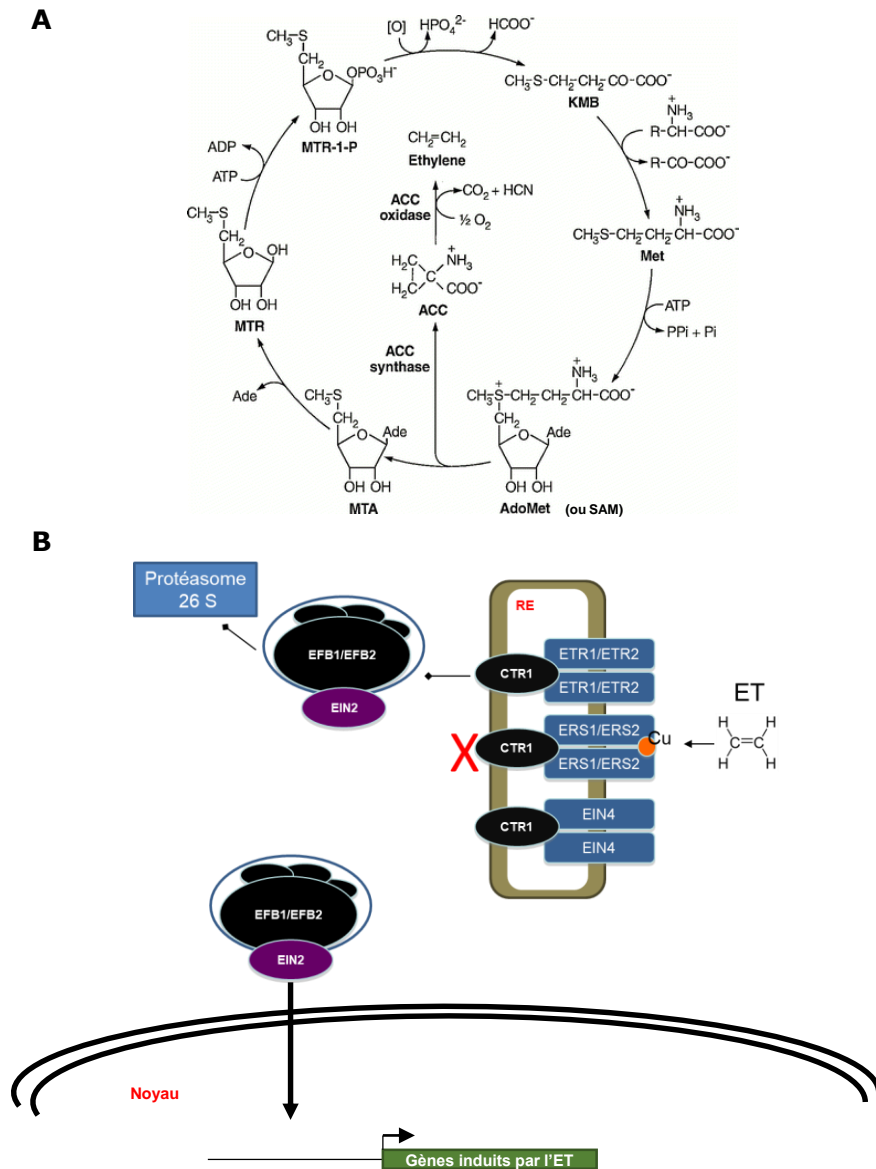 A
CH3-S
CH2
O
OPO3H-
OH OH
MTR-1-P
[O]
HPO4 2-
HCOO-
CH3S-CH2-CH2-CO-COO-
KMB
+
NH3
R-CH-COO-
R-CO-COO-
ADP
ATP
CH2=CH2
Ethylene
ACC
oxidase
CO2 + HCN
½ O2
+
H2C
NH3
C
H2C
COO-
ACC
CH3-S
CH2
O
OH
OH OH
MTR
+
NH3
CH3S-CH2-CH2-CH-COO-
Met
ATP
PPi + Pi
ACC
synthase
Ade
CH3-S
CH2
O
Ade
OH OH
MTA
+
NH3
+
CH3-S-CH2-CH2-CH-COO-
CH2
O
Ade
OH OH
AdoMet (ou SAM)
B
Protéasome
26 S
EFB1/EFB2
EIN2
RE
CTR1
ETR1/ETR2
ETR1/ETR2
X
CTR1
ERS1/ERS2
ERS1/ERS2
Cu
CTR1
EIN4
EIN4
ET
H H
C=C
H H
EFB1/EFB2
EIN2
Noyau
Gènes induits par l'ET